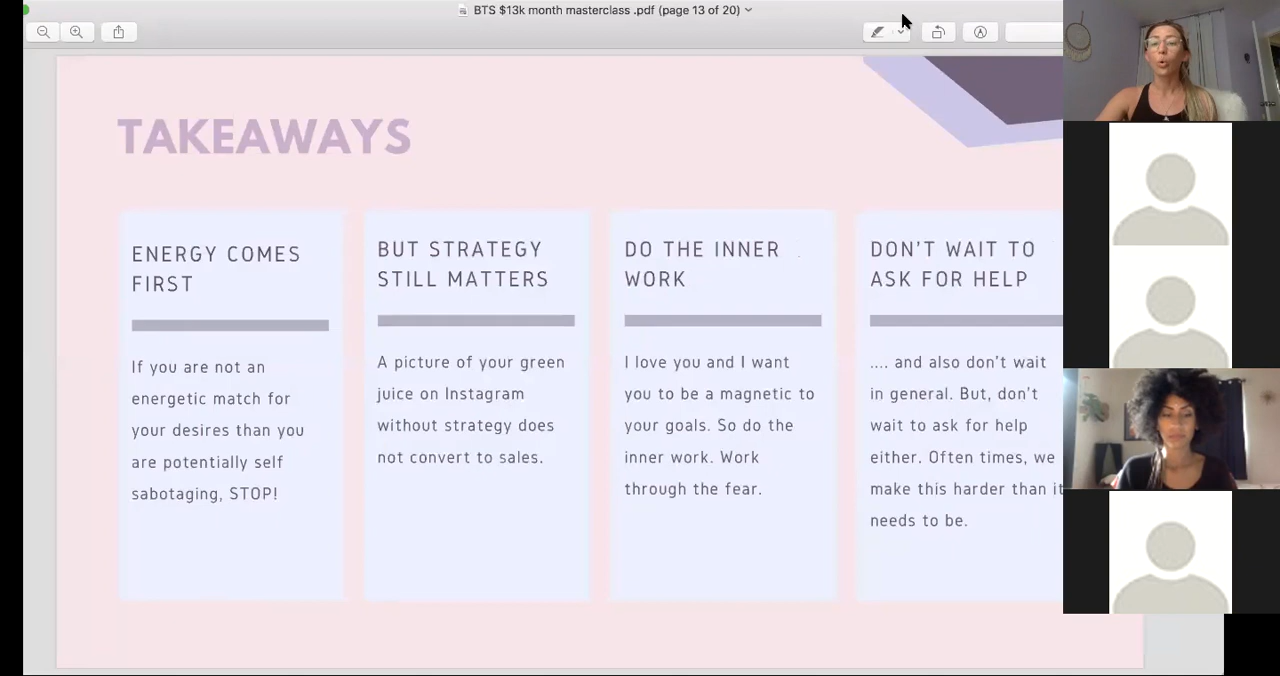 BTS $13k month masterclass .pdf (page 13 of 20)
TAKEAWAYS
ENERGY COMES
FIRST
If you are not an
energetic match for
your desires than you
are potentially self
sabotaging, STOP!
BUT STRATEGY
STILL MATTERS
A picture of your green
juice on Instagram
without strategy does
not convert to sales.
DO THE INNER
WORK
I love you and I want
you to be a magnetic to
your goals. So do the
inner work. Work
through the fear.
DON'T WAIT TO
ASK FOR HELP
.... and also don't wait
in general. But, don't
wait to ask for help
either. Often times, we
make this harder than it
needs to be.